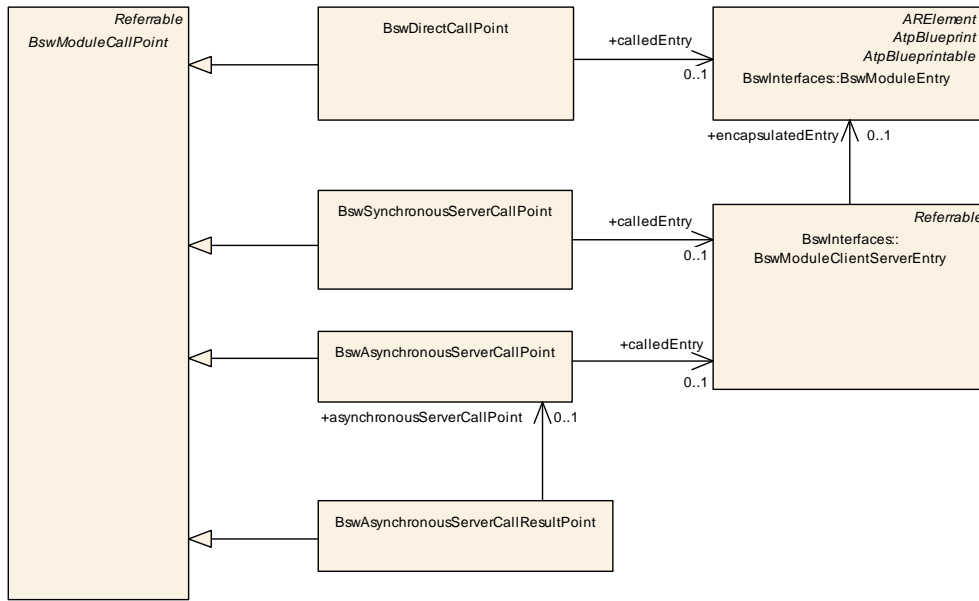 Referrable
BswModuleCallPoint
BswDirectCallPoint
+calledEntry
0..1
ARElement
AtpBlueprint
AtpBlueprintable
BswInterfaces::BswModuleEntry
+encapsulatedEntry
0..1
BswSynchronousServerCallPoint
+calledEntry
0..1
Referrable
BswInterfaces::
BswModuleClientServerEntry
BswAsynchronousServerCallPoint
+calledEntry
0..1
+asynchronousServerCallPoint
0..1
BswAsynchronousServerCallResultPoint